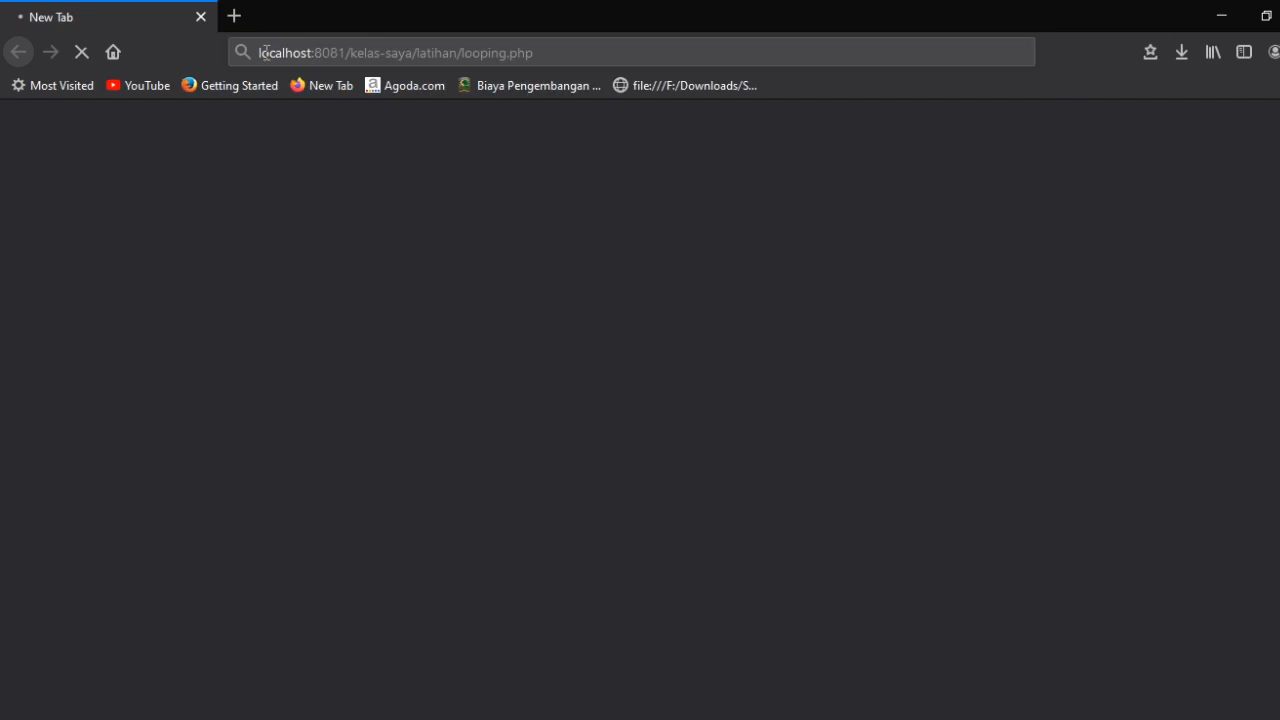 New Tab
localhost:8081/kelas-saya/latihan/looping.php
Most Visited YouTube Getting Started New Tab Agoda.com Biaya Pengembangan ... file:///F:/Downloads/S...